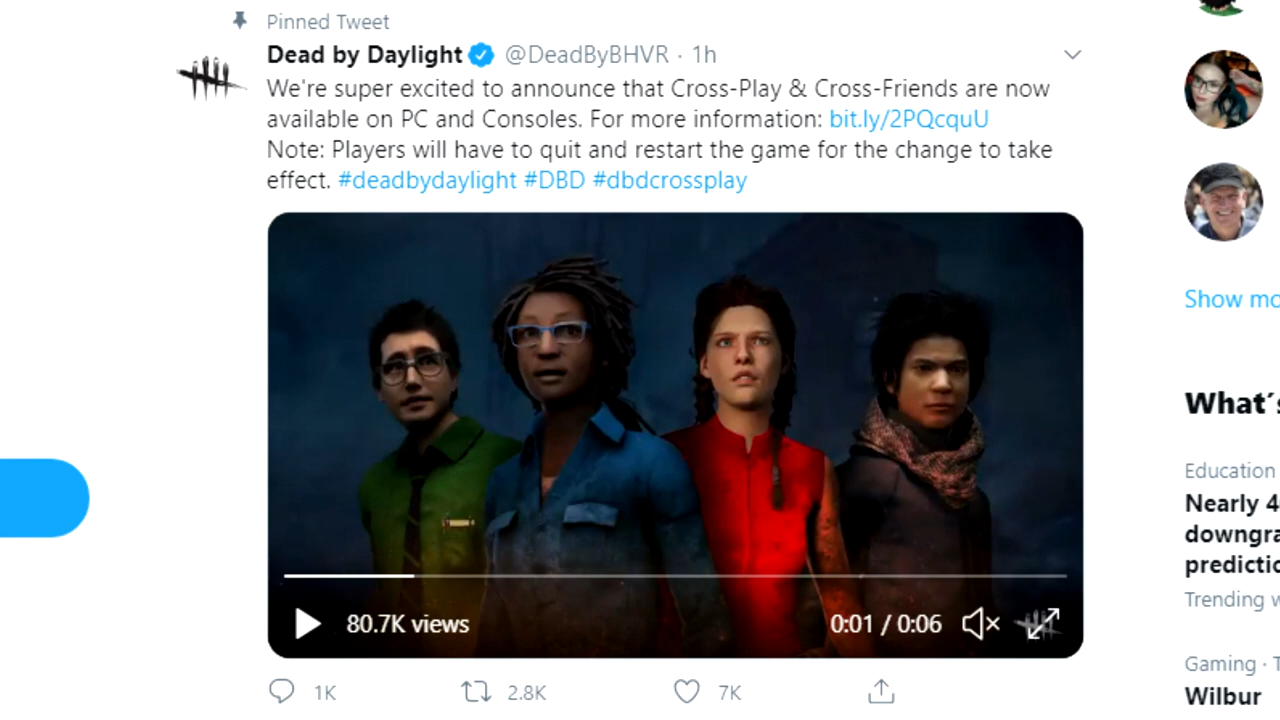 Pinned Tweet
Dead by Daylight @DeadByBHVR · 1h
We're super excited to announce that Cross-Play & Cross-Friends are now
available on PC and Consoles. For more information: bit.ly/2PQcquU
Note: Players will have to quit and restart the game for the change to take
effect. #deadbydaylight #DBD #dbdcrossplay
80.7K views
0:01 / 0:06
1K
2.8K
7K
Show mo
What's
Education
Nearly 4
downgra
predictio
Trending w
Gaming · T
Wilbur